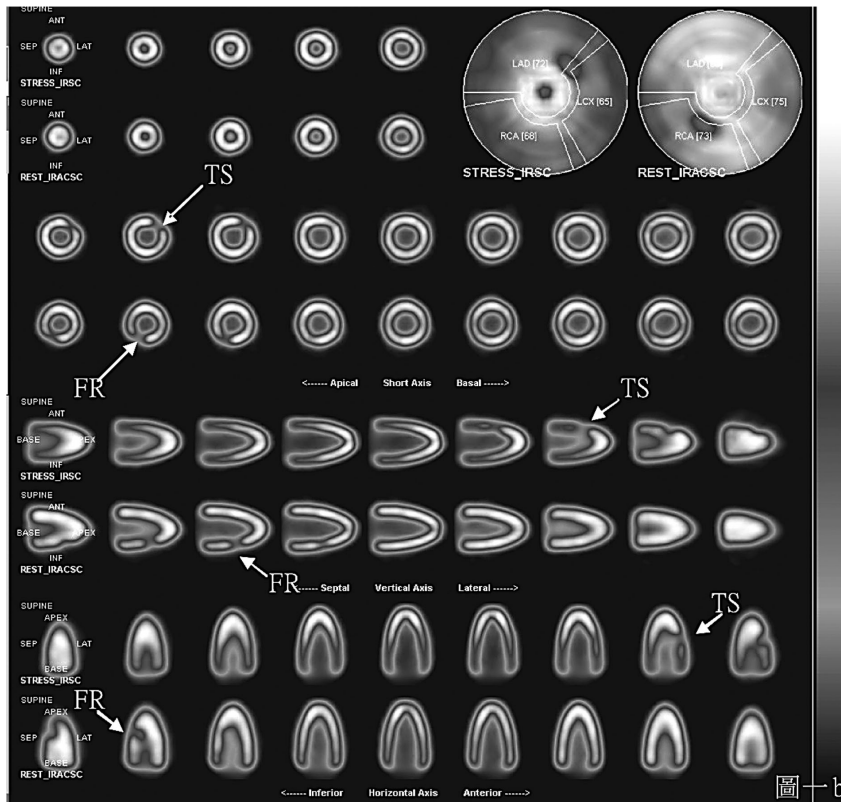 SUPINE
ANT
SEP LAT
INF
STRESS_IRSC
SUPINE
ANT
SEP LAT
INF
REST_IRACSC
LAD [72]
LCX [65]
RCA [68]
STRESS_IRSC
LCX [75]
RCA [73]
REST_IRACSC
TS
FR
<------ Apical Short Axis Basal ------>
TS
SUPINE
ANT
BASE APEX
INF
STRESS_IRSC
SUPINE
ANT
BASE APEX
INF
REST_IRACSC
FR
------ Septal Vertical Axis Lateral ------>
SUPINE
APEX
SEP LAT
BASE
STRESS_IRSC
TS
SUPINE
APEX
SEP LAT
BASE
REST_IRACSC
FR
<------ Inferior Horizontal Axis Anterior ------>
圖一b